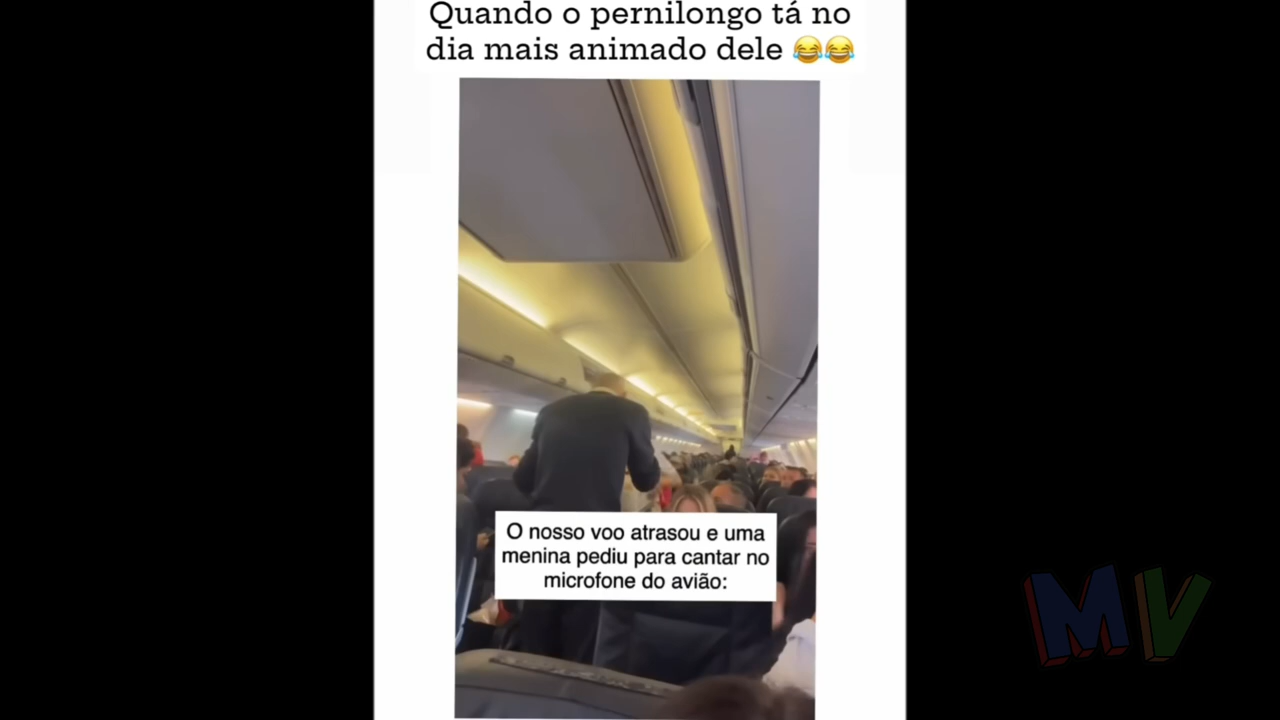 Quando o pernilongo tá no
dia mais animado dele 😂😂
O nosso voo atrasou e uma
menina pediu para cantar no
microfone do avião:
MV